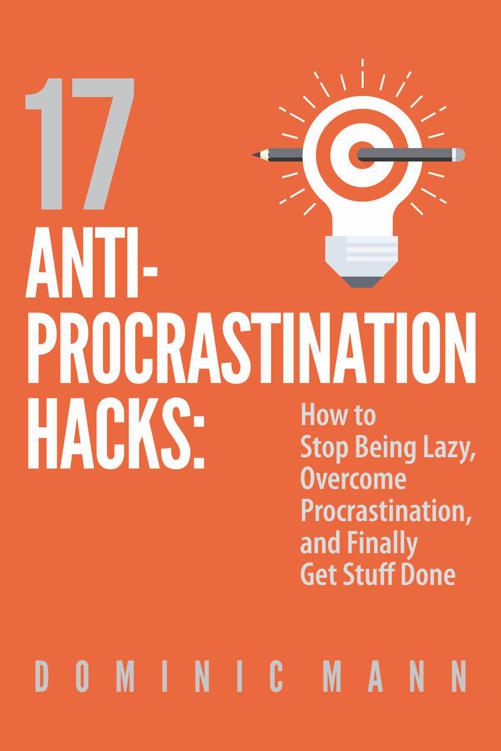 17
ANTI-
PROCRASTINATION
HACKS:
How to
Stop Being Lazy,
Overcome
Procrastination,
and Finally
Get Stuff Done
DOMINIC MANN